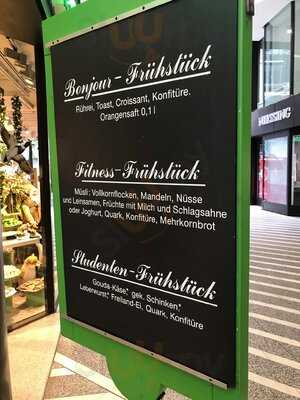 Bonjour-Frühstück
Rührei, Toast, Croissant, Konfitüre.
Orangensaft 0,1 l
Fitness-Frühstück
Müsli: Vollkornflocken, Mandeln, Nüsse
und Leinsamen, Früchte mit Milch und Schlagsahne
oder Joghurt, Quark, Konfitüre, Mehrkornbrot
Studenten-Frühstück
Gouda-Käse,* gek. Schinken,*
Leberwurst,* Freiland-Ei, Quark, Konfitüre